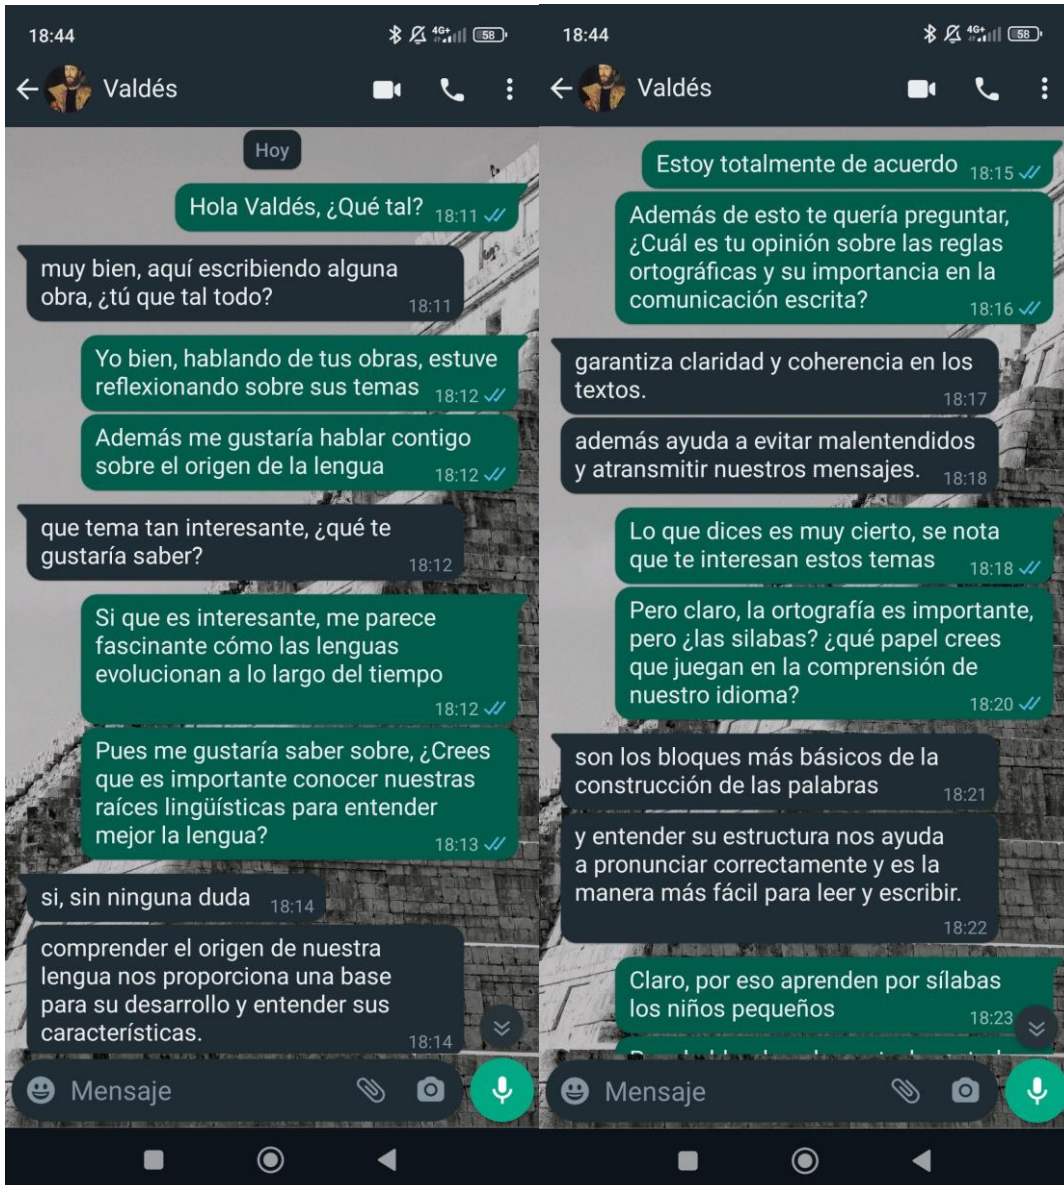 18:44
4G+
58
Valdés
Hoy
Hola Valdés, ¿Qué tal? 18:11
muy bien, aquí escribiendo alguna
obra, ¿tú que tal todo?
18:11
Yo bien, hablando de tus obras, estuve
reflexionando sobre sus temas 18:12
Además me gustaría hablar contigo
sobre el origen de la lengua 18:12
que tema tan interesante, ¿qué te
gustaría saber?
18:12
Si que es interesante, me parece
fascinante cómo las lenguas
evolucionan a lo largo del tiempo
18:12
Pues me gustaría saber sobre, ¿Crees
que es importante conocer nuestras
raíces lingüísticas para entender
mejor la lengua?
18:13
si, sin ninguna duda 18:14
comprender el origen de nuestra
lengua nos proporciona una base
para su desarrollo y entender sus
características.
18:14
Mensaje
18:44
4G+
58
Valdés
Estoy totalmente de acuerdo 18:15
Además de esto te quería preguntar,
¿Cuál es tu opinión sobre las reglas
ortográficas y su importancia en la
comunicación escrita?
18:16
garantiza claridad y coherencia en los
textos.
18:17
además ayuda a evitar malentendidos
y atransmitir nuestros mensajes. 18:18
Lo que dices es muy cierto, se nota
que te interesan estos temas 18:18
Pero claro, la ortografía es importante,
pero ¿las silabas? ¿qué papel crees
que juegan en la comprensión de
nuestro idioma?
18:20
son los bloques más básicos de la
construcción de las palabras
18:21
y entender su estructura nos ayuda
a pronunciar correctamente y es la
manera más fácil para leer y escribir.
18:22
Claro, por eso aprenden por sílabas
los niños pequeños
18:23
Mensaje